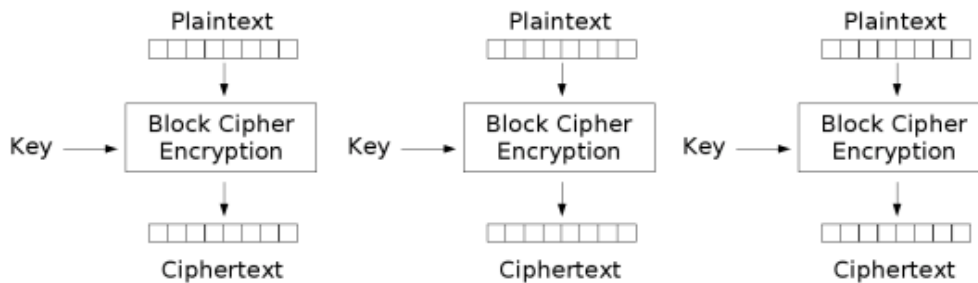 Plaintext
Plaintext
Plaintext
Key
Block Cipher
Encryption
Key
Block Cipher
Encryption
Key
Block Cipher
Encryption
Ciphertext
Ciphertext
Ciphertext